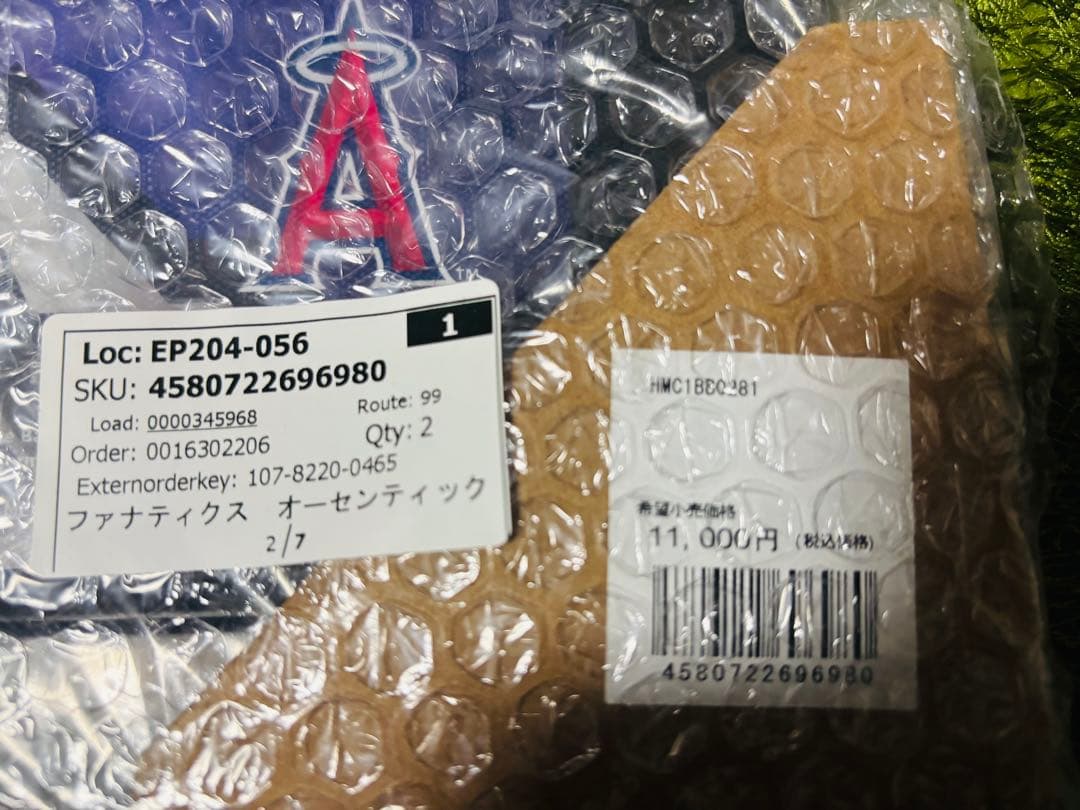 A
TM
1
Loc: EP204-056
SKU: 4580722696980
Load: 0000345968
Route: 99
Order: 0016302206
Qty: 2
Externorderkey: 107-8220-0465
ファナティクス オーセンティック
2/7
希望小売価格
11,000円 (税込価格)
4580722696980